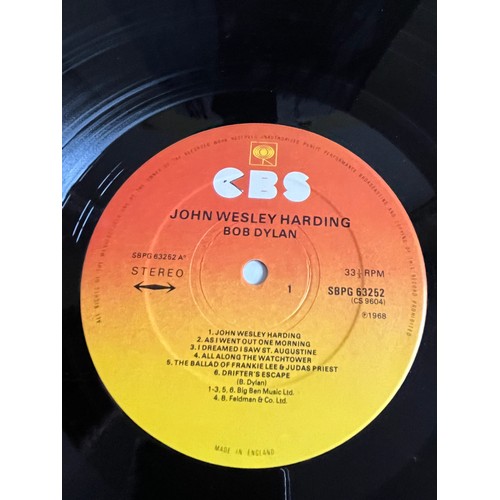 CBS
JOHN WESLEY HARDING
BOB DYLAN
SBPG 63252 A
STEREO
33⅓ RPM
1
SBPG 63252
(CS 9604)
℗1968
1. JOHN WESLEY HARDING
2. AS I WENT OUT ONE MORNING
3. I DREAMED I SAW ST. AUGUSTINE
4. ALL ALONG THE WATCHTOWER
5. THE BALLAD OF FRANKIE LEE & JUDAS PRIEST
6. DRIFTER'S ESCAPE
(B. Dylan)
1-3, 5, 6. Big Ben Music Ltd.
4. B. Feldman & Co. Ltd.
MADE IN ENGLAND